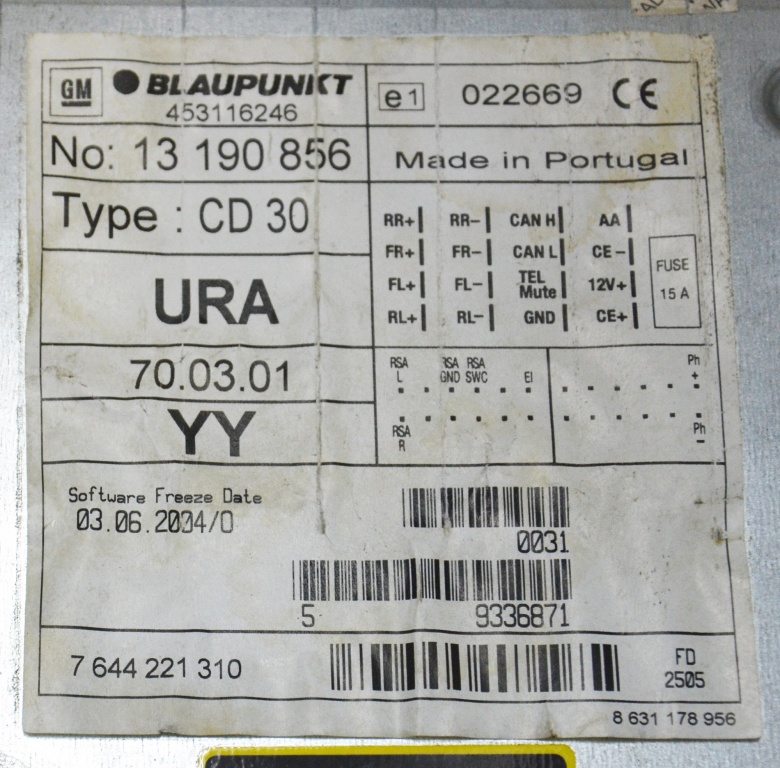 GM BLAUPUNKT
453116246
e1 022669 CE
No: 13 190 856
Made in Portugal
Type : CD 30
URA
70.03.01
YY
RR+ RR- CAN H AA
FR+ FR- CAN L CE-
FL+ FL- TEL Mute 12V+
RL+ RL- GND CE+
FUSE
15 A
RSA L RSA GND RSA SWC EI Ph +
RSA R Ph -
Software Freeze Date
03.06.2004/0
0031
5 9336871
7 644 221 310
FD
2505
8 631 178 956